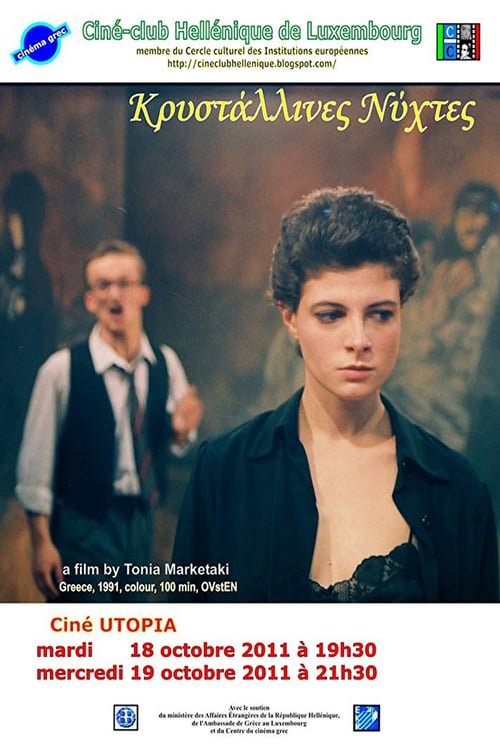 cinéma grec
Ciné-club Hellénique de Luxembourg
membre du Cercle culturel des Institutions européennes
http://cineclubhellenique.blogspot.com/
C
C
Κρυστάλλινες Νύχτες
a film by Tonia Marketaki
Greece, 1991, colour, 100 min, OVstEN
Ciné UTOPIA
mardi 18 octobre 2011 à 19h30
mercredi 19 octobre 2011 à 21h30
Avec le soutien
du ministère des Affaires Étrangères de la République Hellénique,
de l'Ambassade de Grèce au Luxembourg
et du Centre du cinéma grec